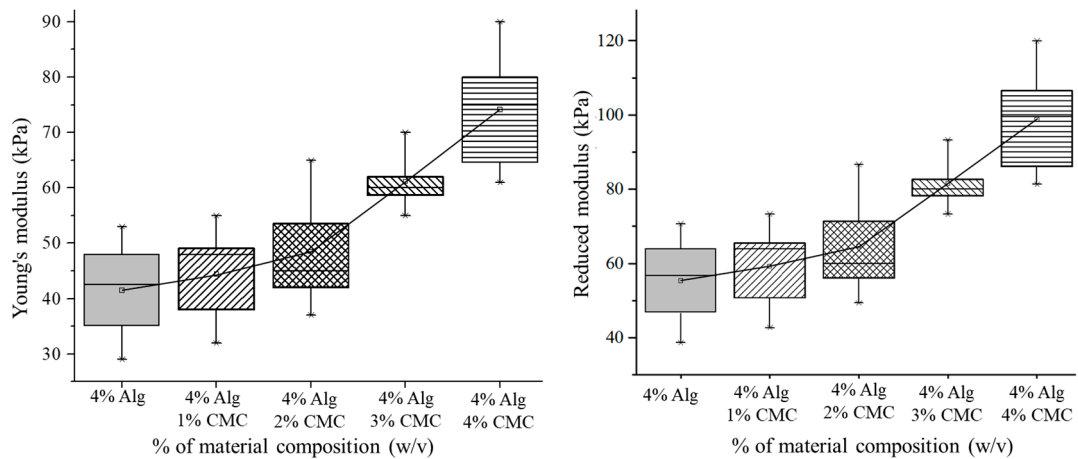 Young's modulus (kPa)
90
80
70
60
50
40
30
4% Alg
4% Alg
1% CMC
4% Alg
2% CMC
4% Alg
3% CMC
4% Alg
4% CMC
% of material composition (w/v)
Reduced modulus (kPa)
120
100
80
60
40
4% Alg
4% Alg
1% CMC
4% Alg
2% CMC
4% Alg
3% CMC
4% Alg
4% CMC
% of material composition (w/v)